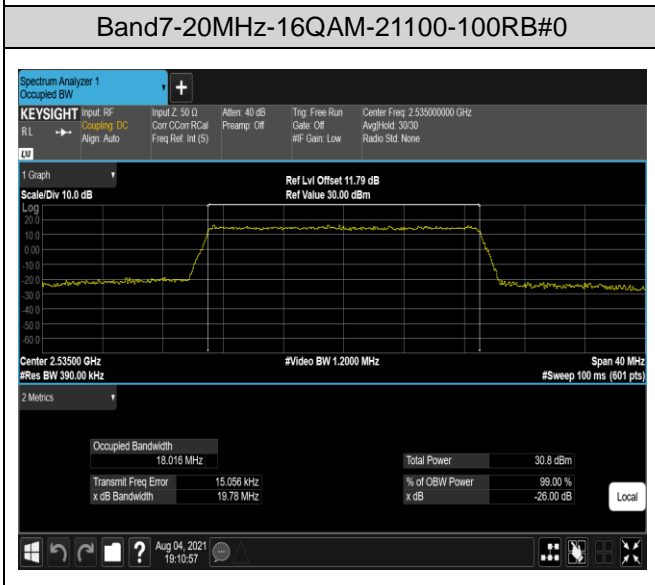 Band7-20MHz-16QAM-21100-100RB#0
Spectrum Analyzer 1
Occupied BW
+
KEYSIGHT Input: RF Input Z: 50 Ω Atten: 40 dB Trig: Free Run Center Freq: 2.535000000 GHz
R L Coupling: DC Corr CCorr RCal Preamp: Off Gate: Off Avg|Hold: 30/30
Align: Auto Freq Ref: Int (S) #IF Gain: Low Radio Std: None
LXI
1 Graph
Ref Lvl Offset 11.79 dB
Scale/Div 10.0 dB Ref Value 30.00 dBm
Log
20.0
10.0
0.00
-10.0
-20.0
-30.0
-40.0
-50.0
-60.0
Center 2.53500 GHz #Video BW 1.2000 MHz Span 40 MHz
#Res BW 390.00 kHz #Sweep 100 ms (601 pts)
2 Metrics
Occupied Bandwidth
18.016 MHz Total Power 30.8 dBm
Transmit Freq Error 15.056 kHz % of OBW Power 99.00 %
x dB Bandwidth 19.78 MHz x dB -26.00 dB
Local
? Aug 04, 2021
19:10:57